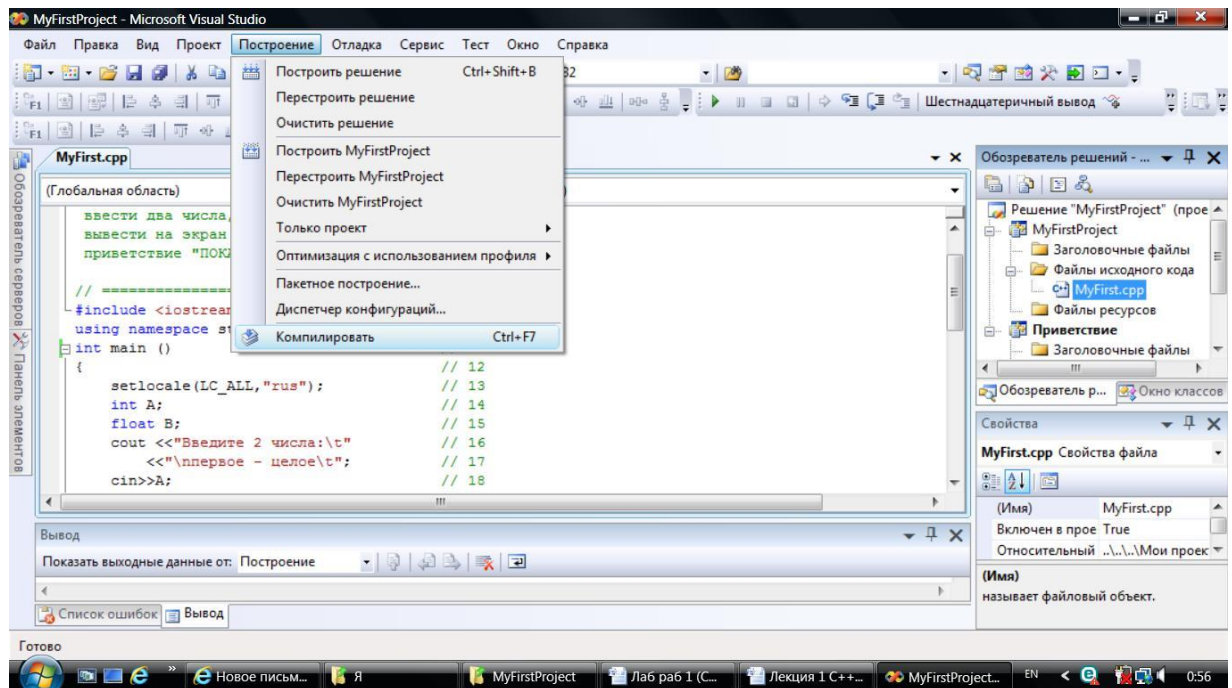 MyFirstProject - Microsoft Visual Studio
Файл Правка Вид Проект Построение Отладка Сервис Тест Окно Справка
Построить решение Ctrl+Shift+B
Перестроить решение
Очистить решение
Построить MyFirstProject
Перестроить MyFirstProject
Очистить MyFirstProject
Только проект
Оптимизация с использованием профиля
Пакетное построение...
Диспетчер конфигураций...
Компилировать Ctrl+F7
Шестнадцатеричный вывод
Обозреватель серверов
Панель элементов
MyFirst.cpp
(Глобальная область)
ввести два числа,
вывести на экран
приветствие
// ================
#include <iostream
using namespace st
int main ()
{ // 12
setlocale(LC_ALL,"rus"); // 13
int A; // 14
float B; // 15
cout <<"Введите 2 числа:\t" // 16
<<"\nпервое - целое\t"; // 17
cin>>A; // 18
Обозреватель решений - ...
Решение "MyFirstProject" (прое
MyFirstProject
Заголовочные файлы
Файлы исходного кода
MyFirst.cpp
Файлы ресурсов
Приветствие
Заголовочные файлы
Обозреватель р... Окно классов
Свойства
MyFirst.cpp Свойства файла
(Имя) MyFirst.cpp
Включен в прое True
Относительный ..\..\..\Мои проек
(Имя)
называет файловый объект.
Вывод
Показать выходные данные от: Построение
Список ошибок Вывод
Готово
Новое письм... Я MyFirstProject Лаб раб 1 (С... Лекция 1 С++... MyFirstProject... EN 0:56